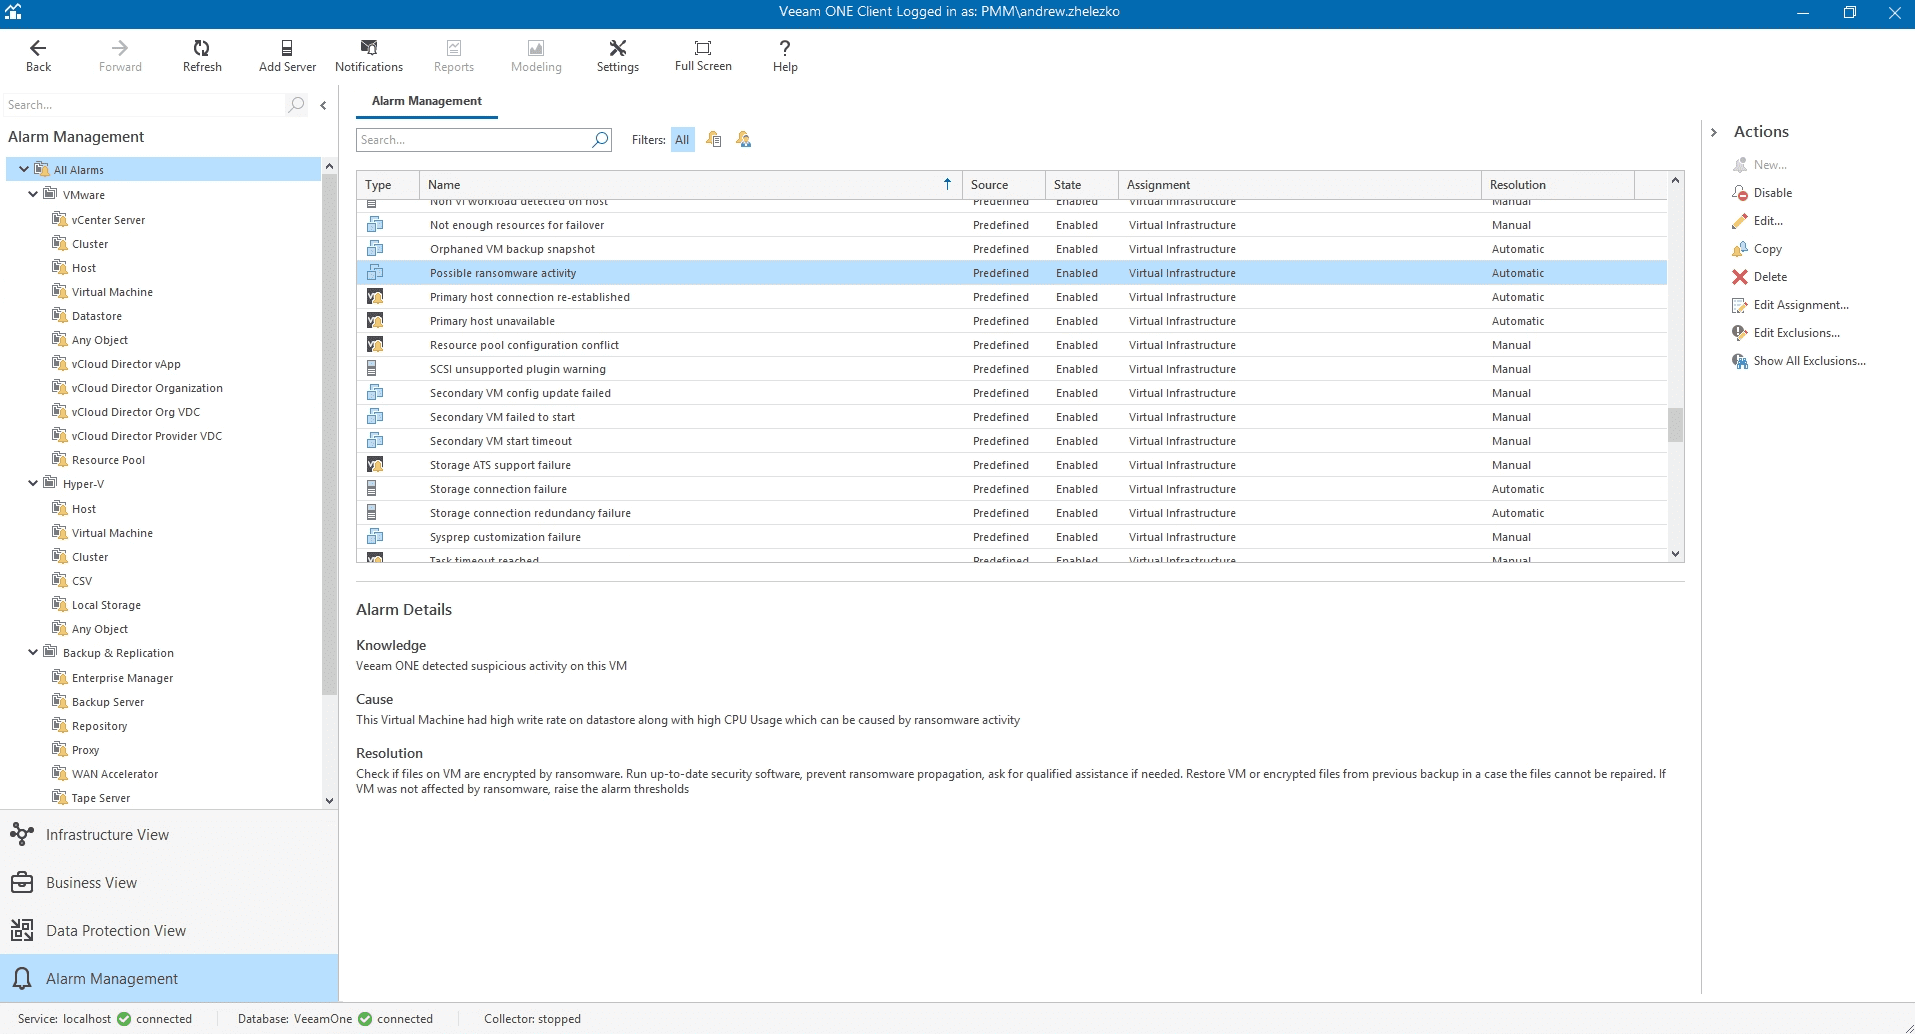 Veeam ONE Client Logged in as: PMM\andrew.zhelezko
Back
Forward
Refresh
Add Server
Notifications
Reports
Modeling
Settings
Full Screen
Help
Search...
Alarm Management
All Alarms
VMware
vCenter Server
Cluster
Host
Virtual Machine
Datastore
Any Object
vCloud Director vApp
vCloud Director Organization
vCloud Director Org VDC
vCloud Director Provider VDC
Resource Pool
Hyper-V
Host
Virtual Machine
Cluster
CSV
Local Storage
Any Object
Backup & Replication
Enterprise Manager
Backup Server
Repository
Proxy
WAN Accelerator
Tape Server
Infrastructure View
Business View
Data Protection View
Alarm Management
Alarm Management
Search...
Filters: All
Type Name Source State Assignment Resolution
Non VI workload detected on host Predefined Enabled Virtual Infrastructure Manual
Not enough resources for failover Predefined Enabled Virtual Infrastructure Manual
Orphaned VM backup snapshot Predefined Enabled Virtual Infrastructure Automatic
Possible ransomware activity Predefined Enabled Virtual Infrastructure Automatic
Primary host connection re-established Predefined Enabled Virtual Infrastructure Automatic
Primary host unavailable Predefined Enabled Virtual Infrastructure Automatic
Resource pool configuration conflict Predefined Enabled Virtual Infrastructure Manual
SCSI unsupported plugin warning Predefined Enabled Virtual Infrastructure Manual
Secondary VM config update failed Predefined Enabled Virtual Infrastructure Manual
Secondary VM failed to start Predefined Enabled Virtual Infrastructure Manual
Secondary VM start timeout Predefined Enabled Virtual Infrastructure Manual
Storage ATS support failure Predefined Enabled Virtual Infrastructure Manual
Storage connection failure Predefined Enabled Virtual Infrastructure Automatic
Storage connection redundancy failure Predefined Enabled Virtual Infrastructure Automatic
Sysprep customization failure Predefined Enabled Virtual Infrastructure Manual
Task timeout reached Predefined Enabled Virtual Infrastructure Manual
Alarm Details
Knowledge
Veeam ONE detected suspicious activity on this VM
Cause
This Virtual Machine had high write rate on datastore along with high CPU Usage which can be caused by ransomware activity
Resolution
Check if files on VM are encrypted by ransomware. Run up-to-date security software, prevent ransomware propagation, ask for qualified assistance if needed. Restore VM or encrypted files from previous backup in a case the files cannot be repaired. If
VM was not affected by ransomware, raise the alarm thresholds
Actions
New...
Disable
Edit...
Copy
Delete
Edit Assignment...
Edit Exclusions...
Show All Exclusions...
Service: localhost connected
Database: VeeamOne connected
Collector: stopped